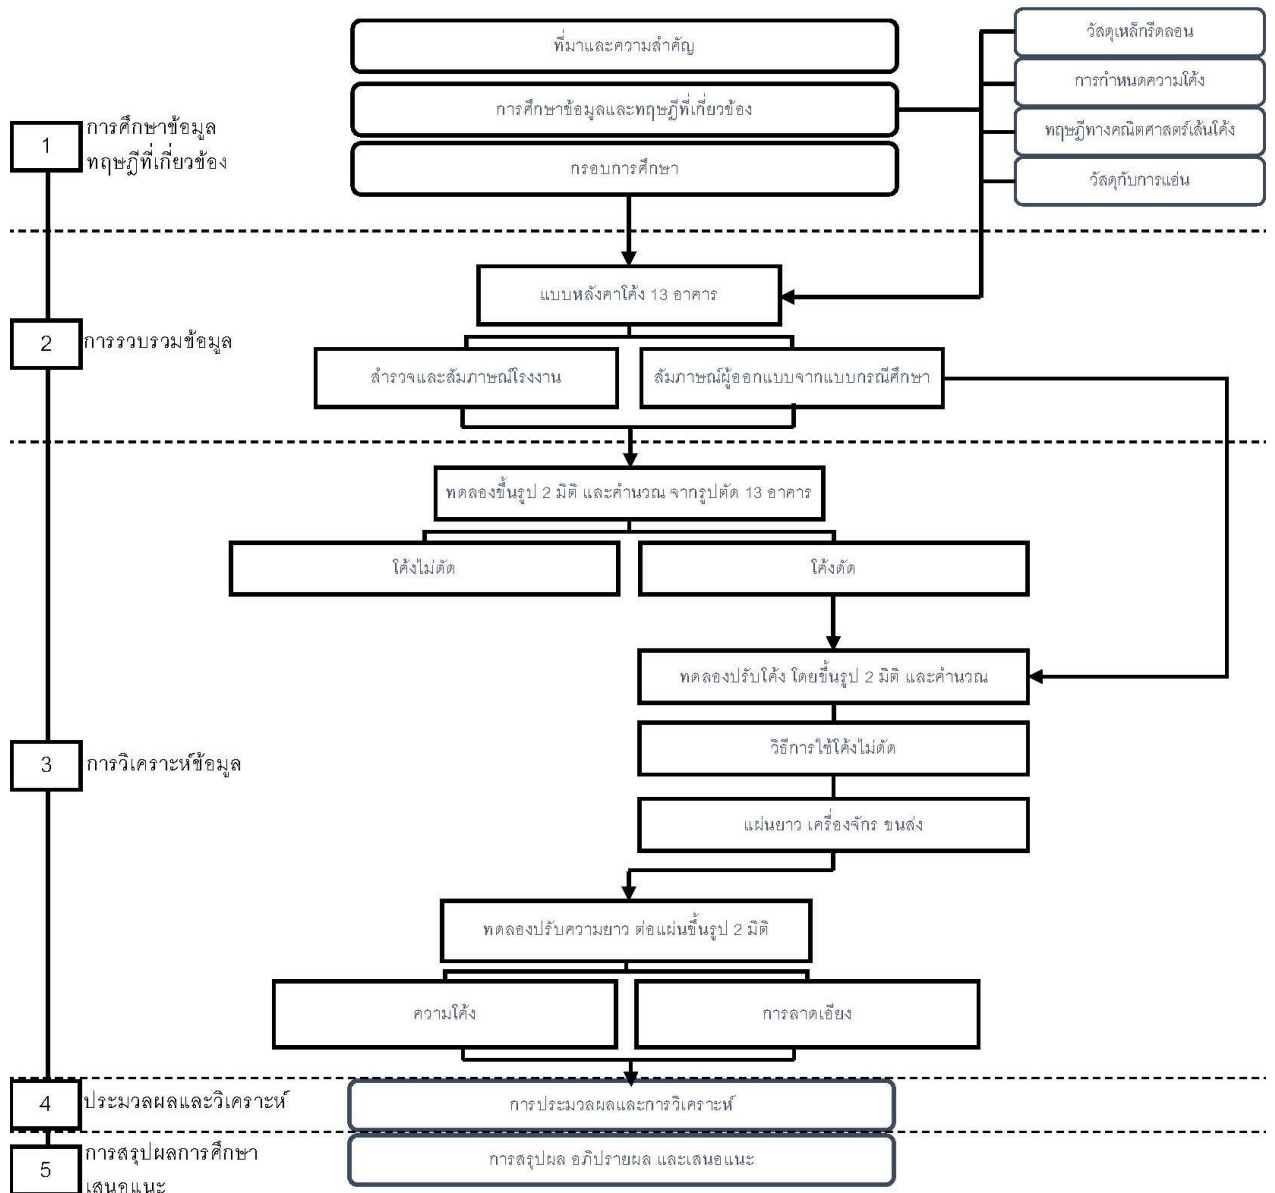 ที่มาและความสำคัญ
การศึกษาข้อมูลและทฤษฎีที่เกี่ยวข้อง
กรอบการศึกษา
วัสดุเหล็กรีดลอน
การกำหนดความโค้ง
ทฤษฎีทางคณิตศาสตร์เส้นโค้ง
วัสดุกับการแอ่น
1
การศึกษาข้อมูล
ทฤษฎีที่เกี่ยวข้อง
แบบหลังคาโค้ง 13 อาคาร
2
การรวบรวมข้อมูล
สำรวจและสัมภาษณ์โรงงาน
สัมภาษณ์ผู้ออกแบบจากแบบกรณีศึกษา
ทดลองขึ้นรูป 2 มิติ และคำนวณ จากรูปตัด 13 อาคาร
โค้งไม่ดัด
โค้งดัด
ทดลองปรับโค้ง โดยขึ้นรูป 2 มิติ และคำนวณ
3
การวิเคราะห์ข้อมูล
วิธีการใช้โค้งไม่ดัด
แผ่นยาว เครื่องจักร ขนส่ง
ทดลองปรับความยาว ต่อแผ่นขึ้นรูป 2 มิติ
ความโค้ง
การลาดเอียง
4
ประมวลผลและวิเคราะห์
การประมวลผลและการวิเคราะห์
5
การสรุปผลการศึกษา
เสนอแนะ
การสรุปผล อภิปรายผล และเสนอแนะ